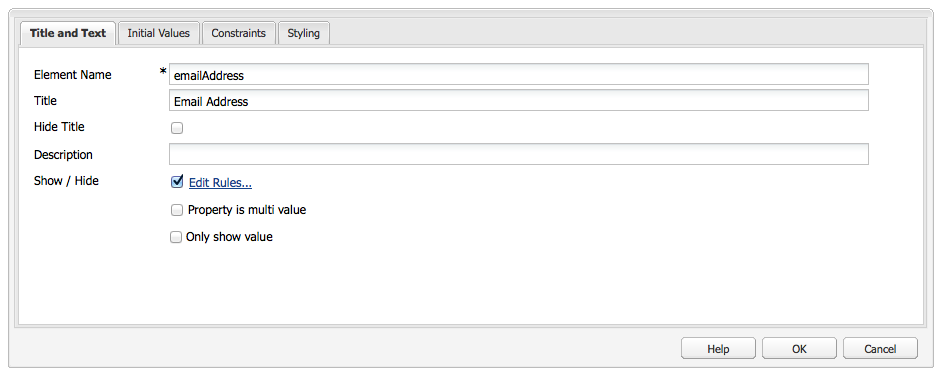 Title and Text Initial Values Constraints Styling
Element Name * emailAddress
Title Email Address
Hide Title
Description
Show / Hide Edit Rules...
Property is multi value
Only show value
Help OK Cancel